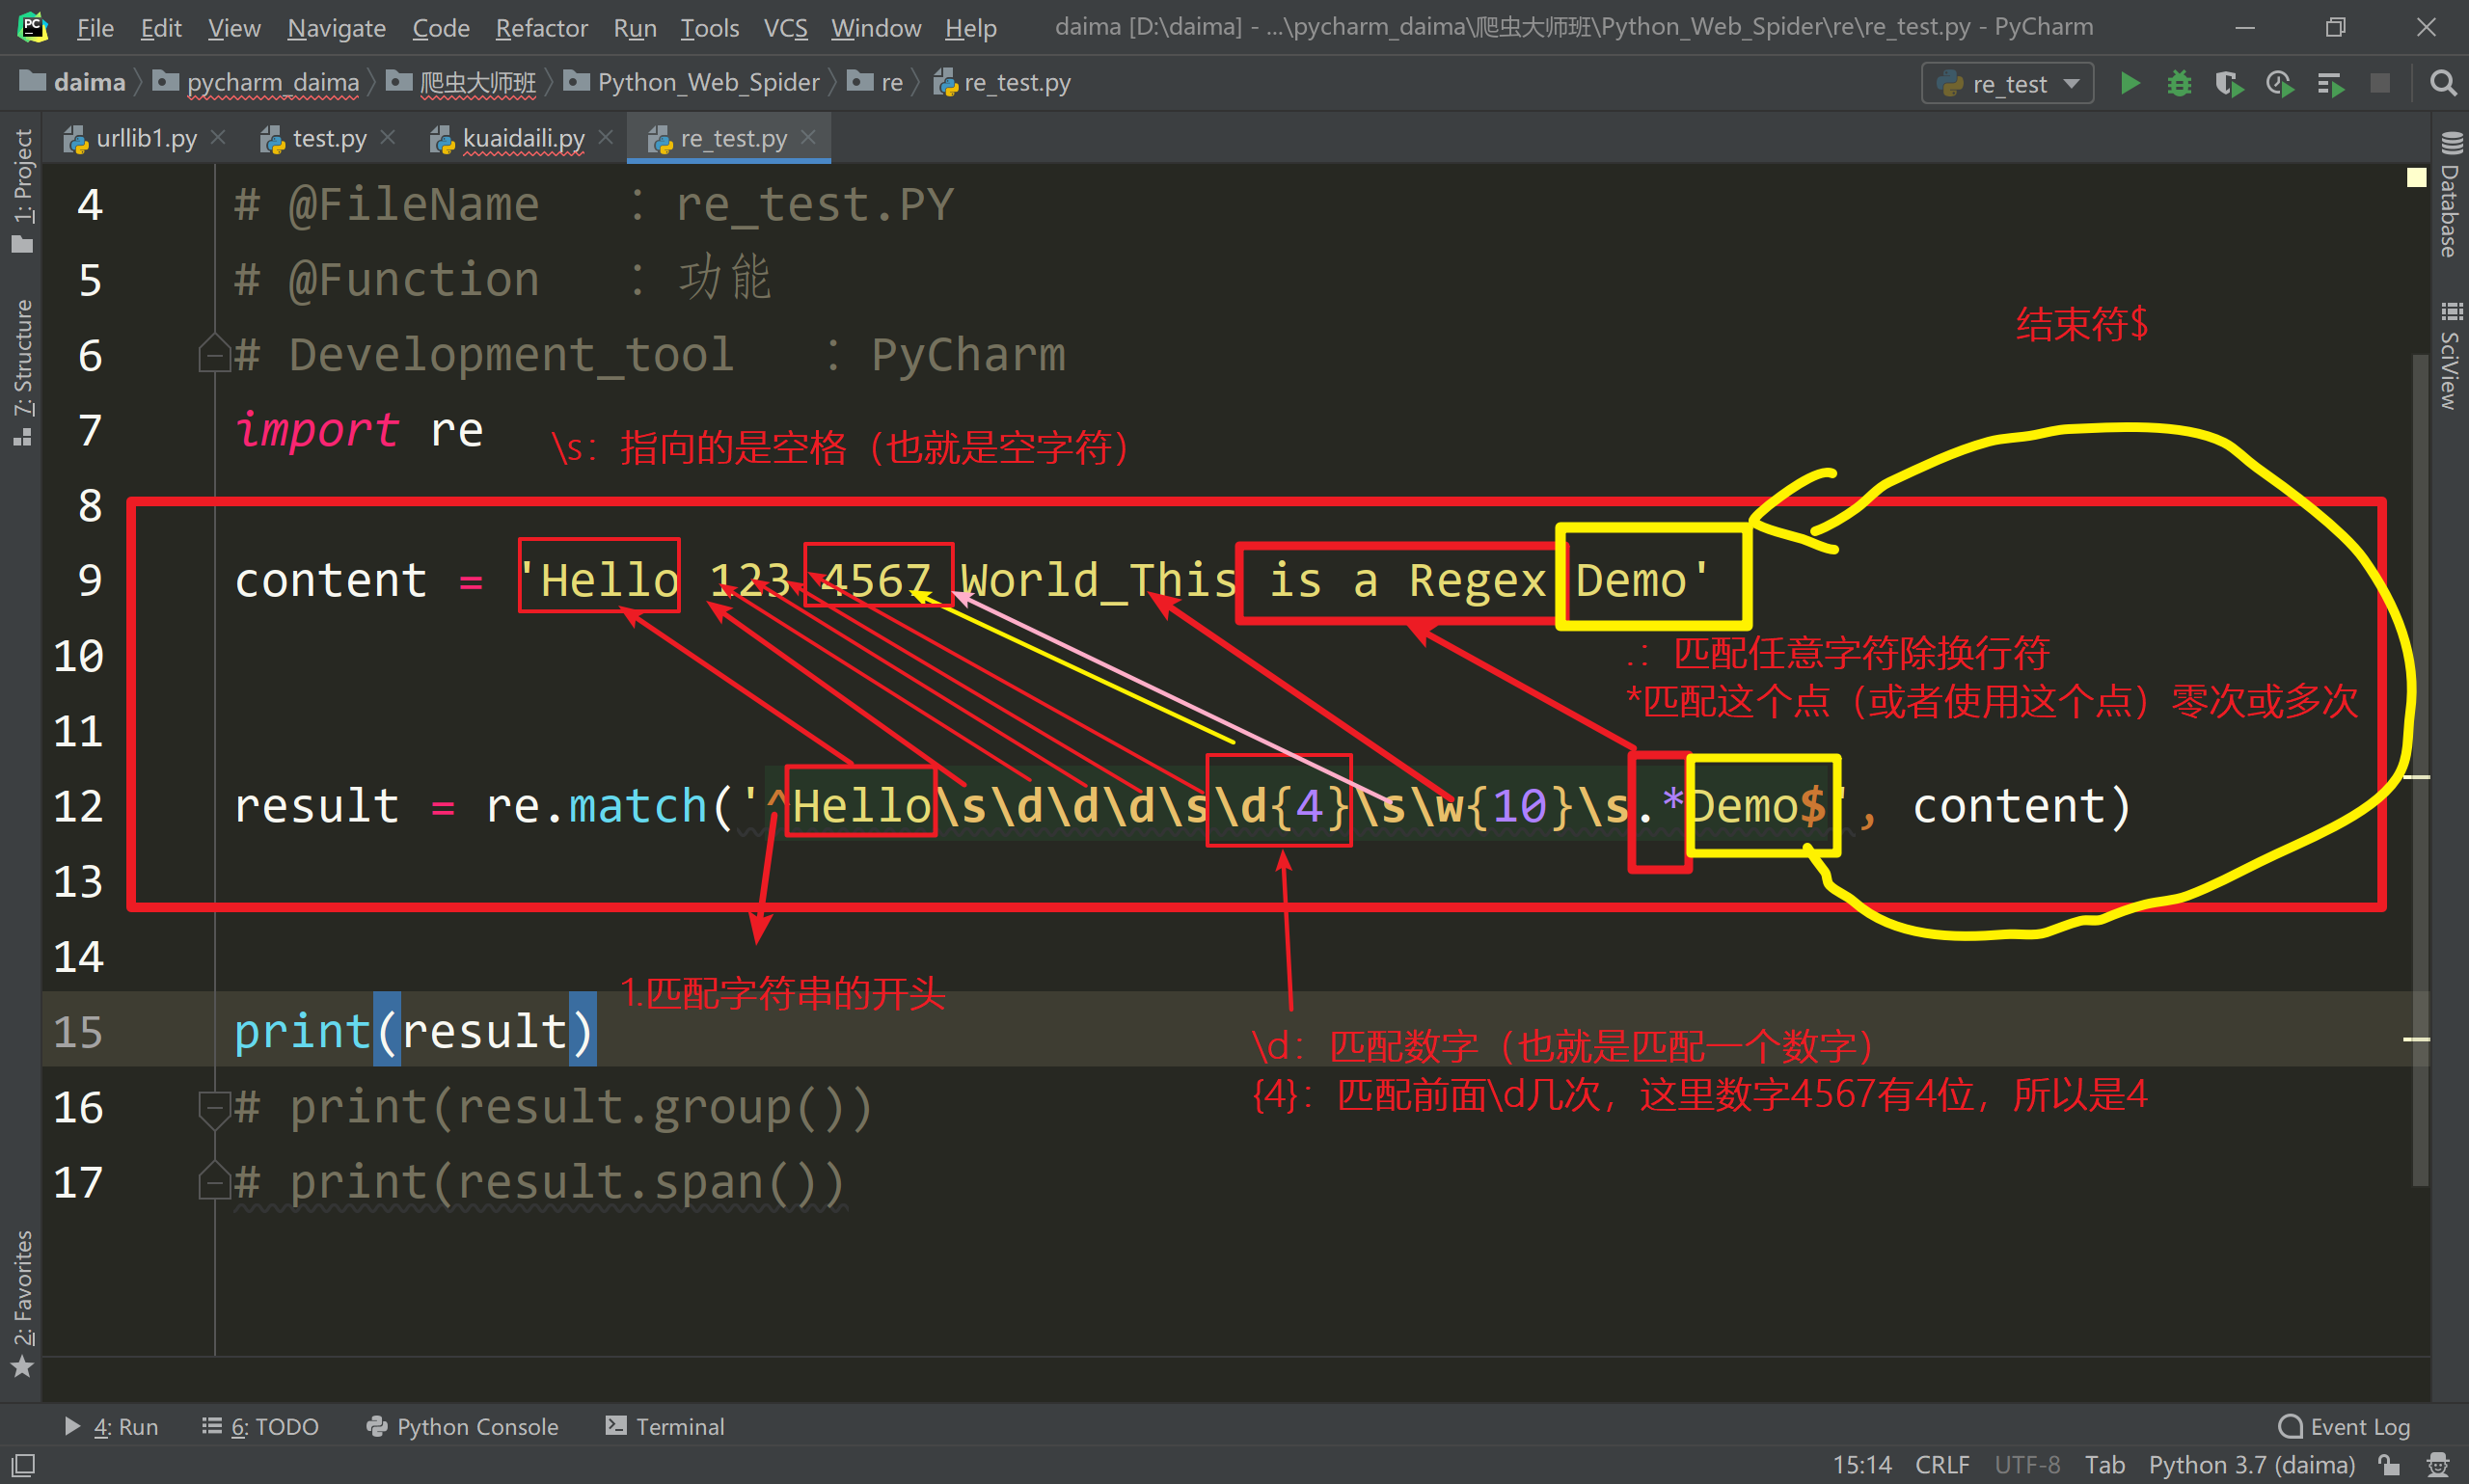 File Edit View Navigate Code Refactor Run Tools VCS Window Help daima [D:\daima] - ...\pycharm_daima\爬虫大师班\Python_Web_Spider\re\re_test.py - PyCharm
daima pycharm_daima 爬虫大师班 Python_Web_Spider re re_test.py re_test
urllib1.py test.py kuaidaili.py re_test.py
1: Project
7: Structure
2: Favorites
Database
SciView
4 # @FileName : re_test.PY
5 # @Function : 功能
结束符$
6 # Development_tool : PyCharm
7 import re
\s：指向的是空格（也就是空字符）
8
9 content = 'Hello 123 4567 World_This is a Regex Demo'
10
.：匹配任意字符除换行符
*匹配这个点（或者使用这个点）零次或多次
11
12 result = re.match('^Hello\s\d\d\d\s\d{4}\s\w{10}\s.*Demo$', content)
13
14
1.匹配字符串的开头
15 print(result)
\d：匹配数字（也就是匹配一个数字）
{4}：匹配前面\d几次，这里数字4567有4位，所以是4
16 # print(result.group())
17 # print(result.span())
4: Run 6: TODO Python Console Terminal Event Log
15:14 CRLF UTF-8 Tab Python 3.7 (daima)